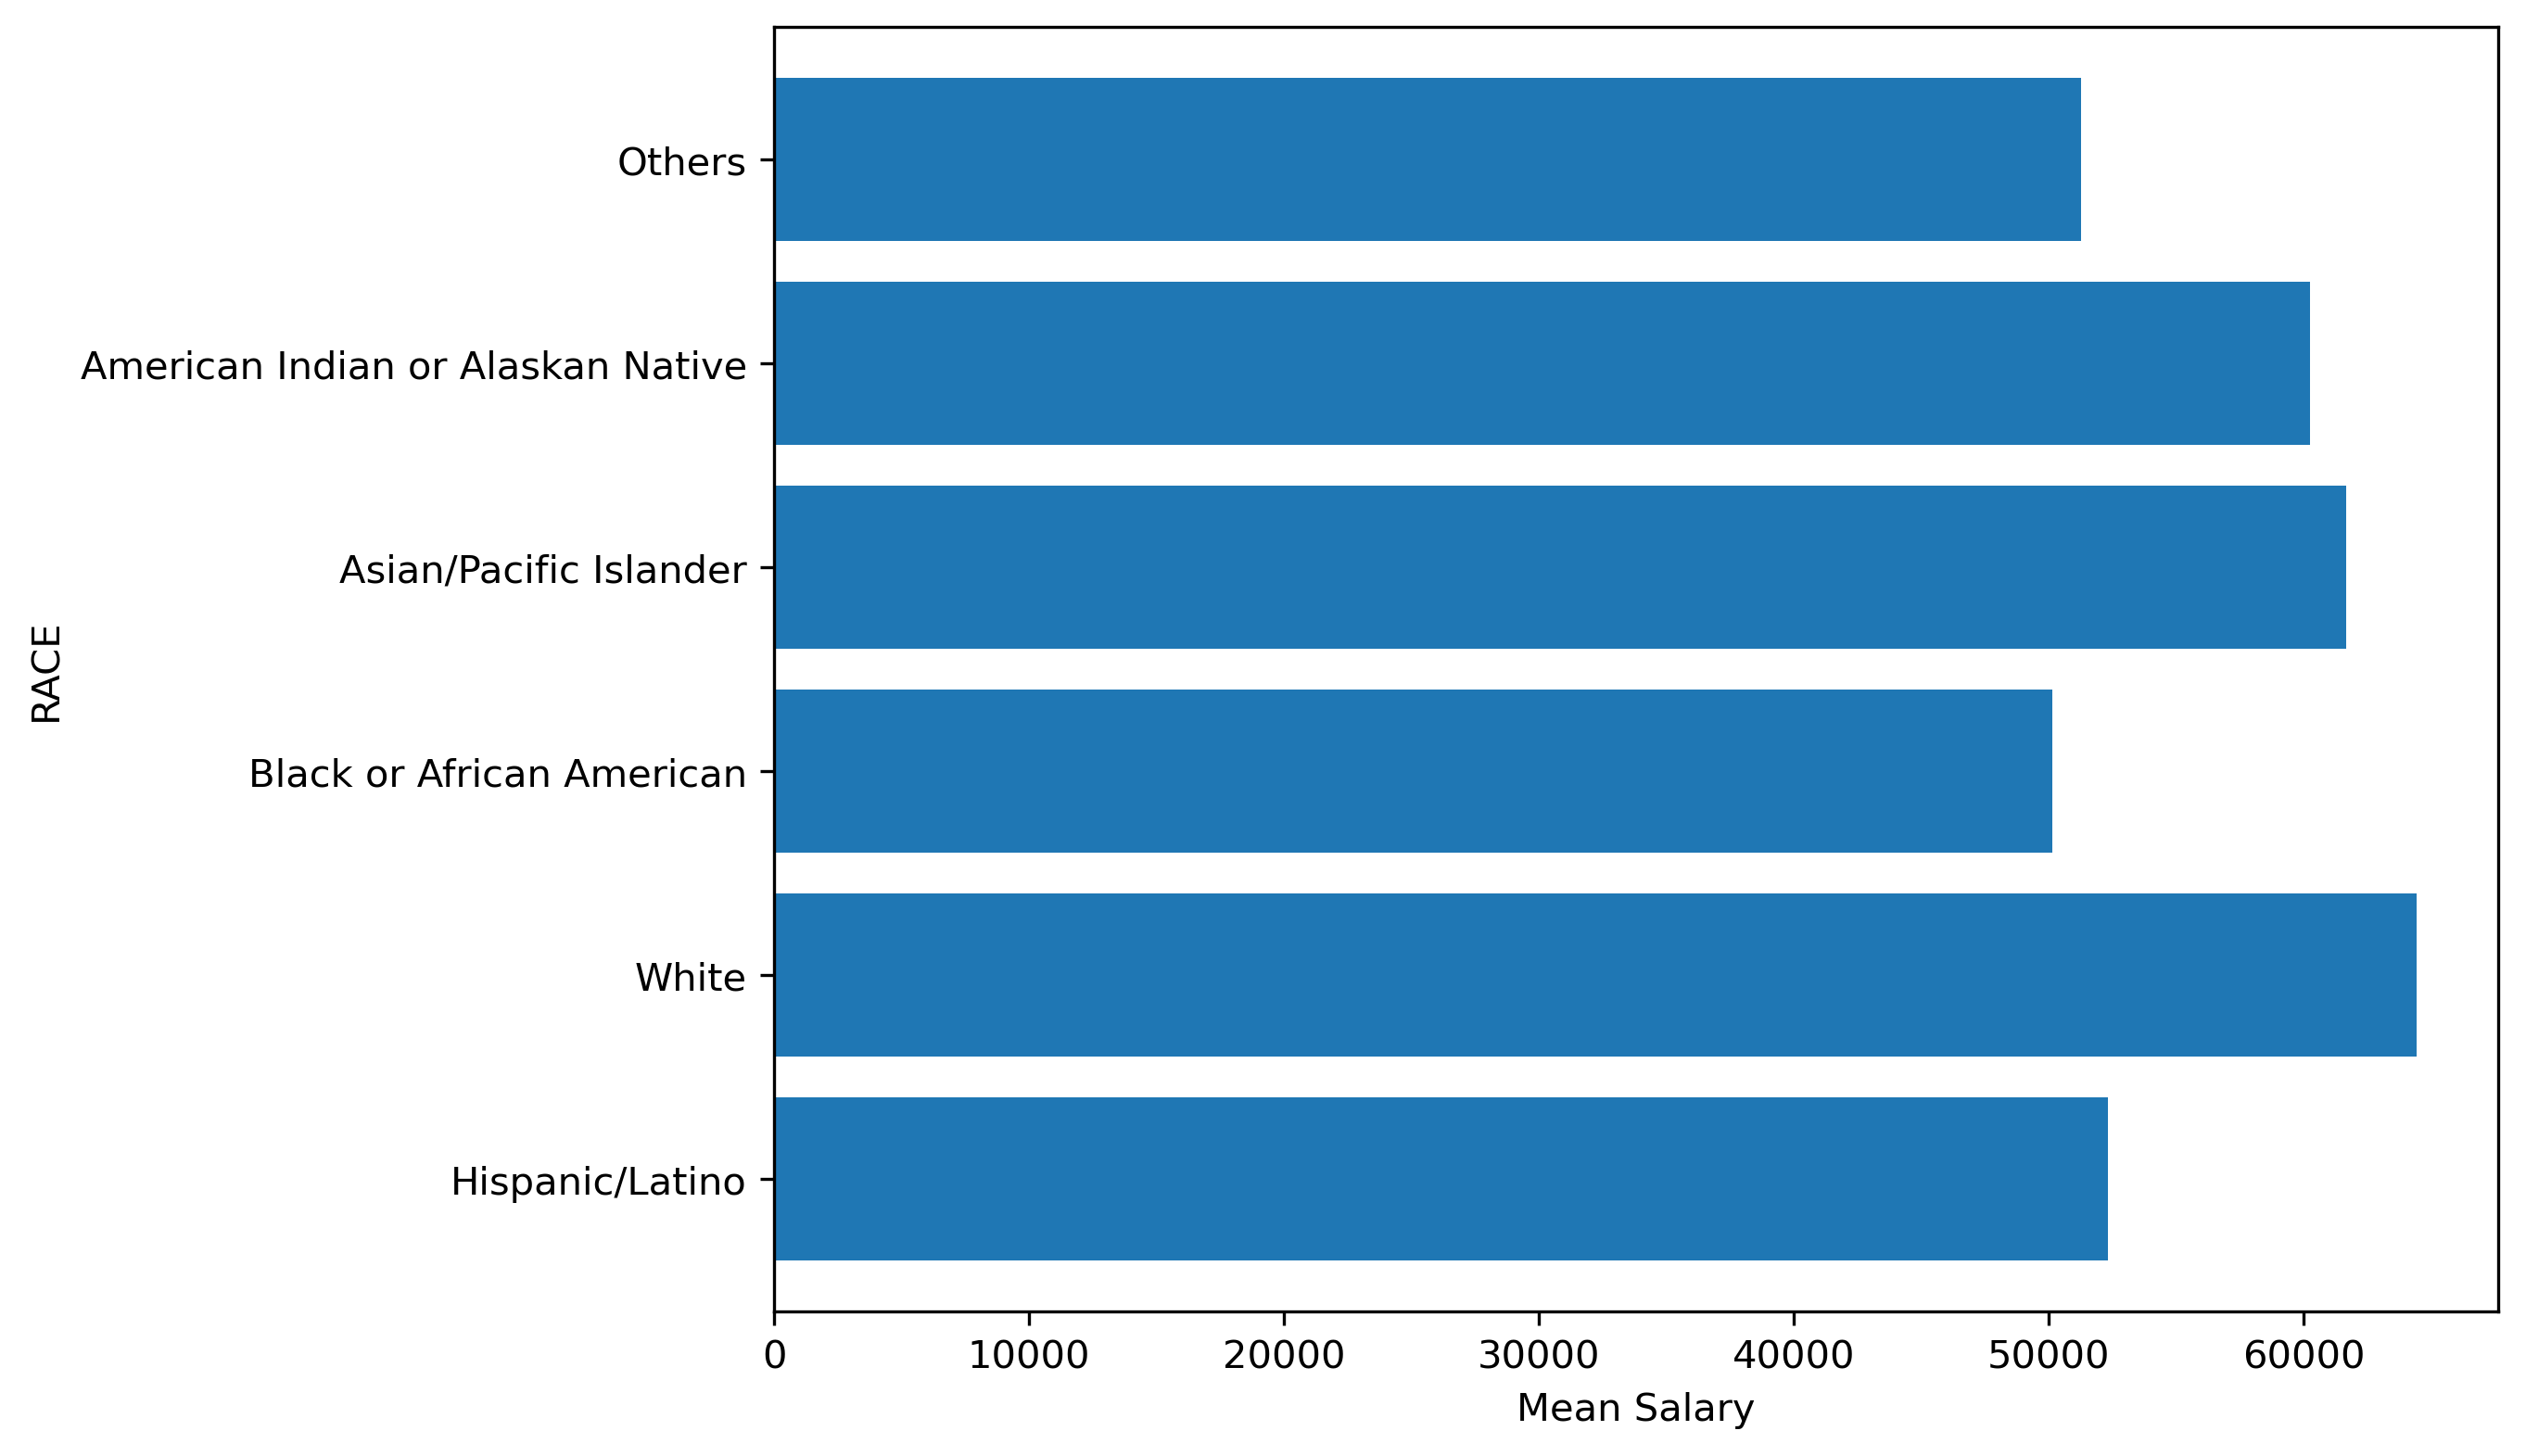 Others
American Indian or Alaskan Native
Asian/Pacific Islander
Black or African American
White
Hispanic/Latino
RACE
0 10000 20000 30000 40000 50000 60000
Mean Salary